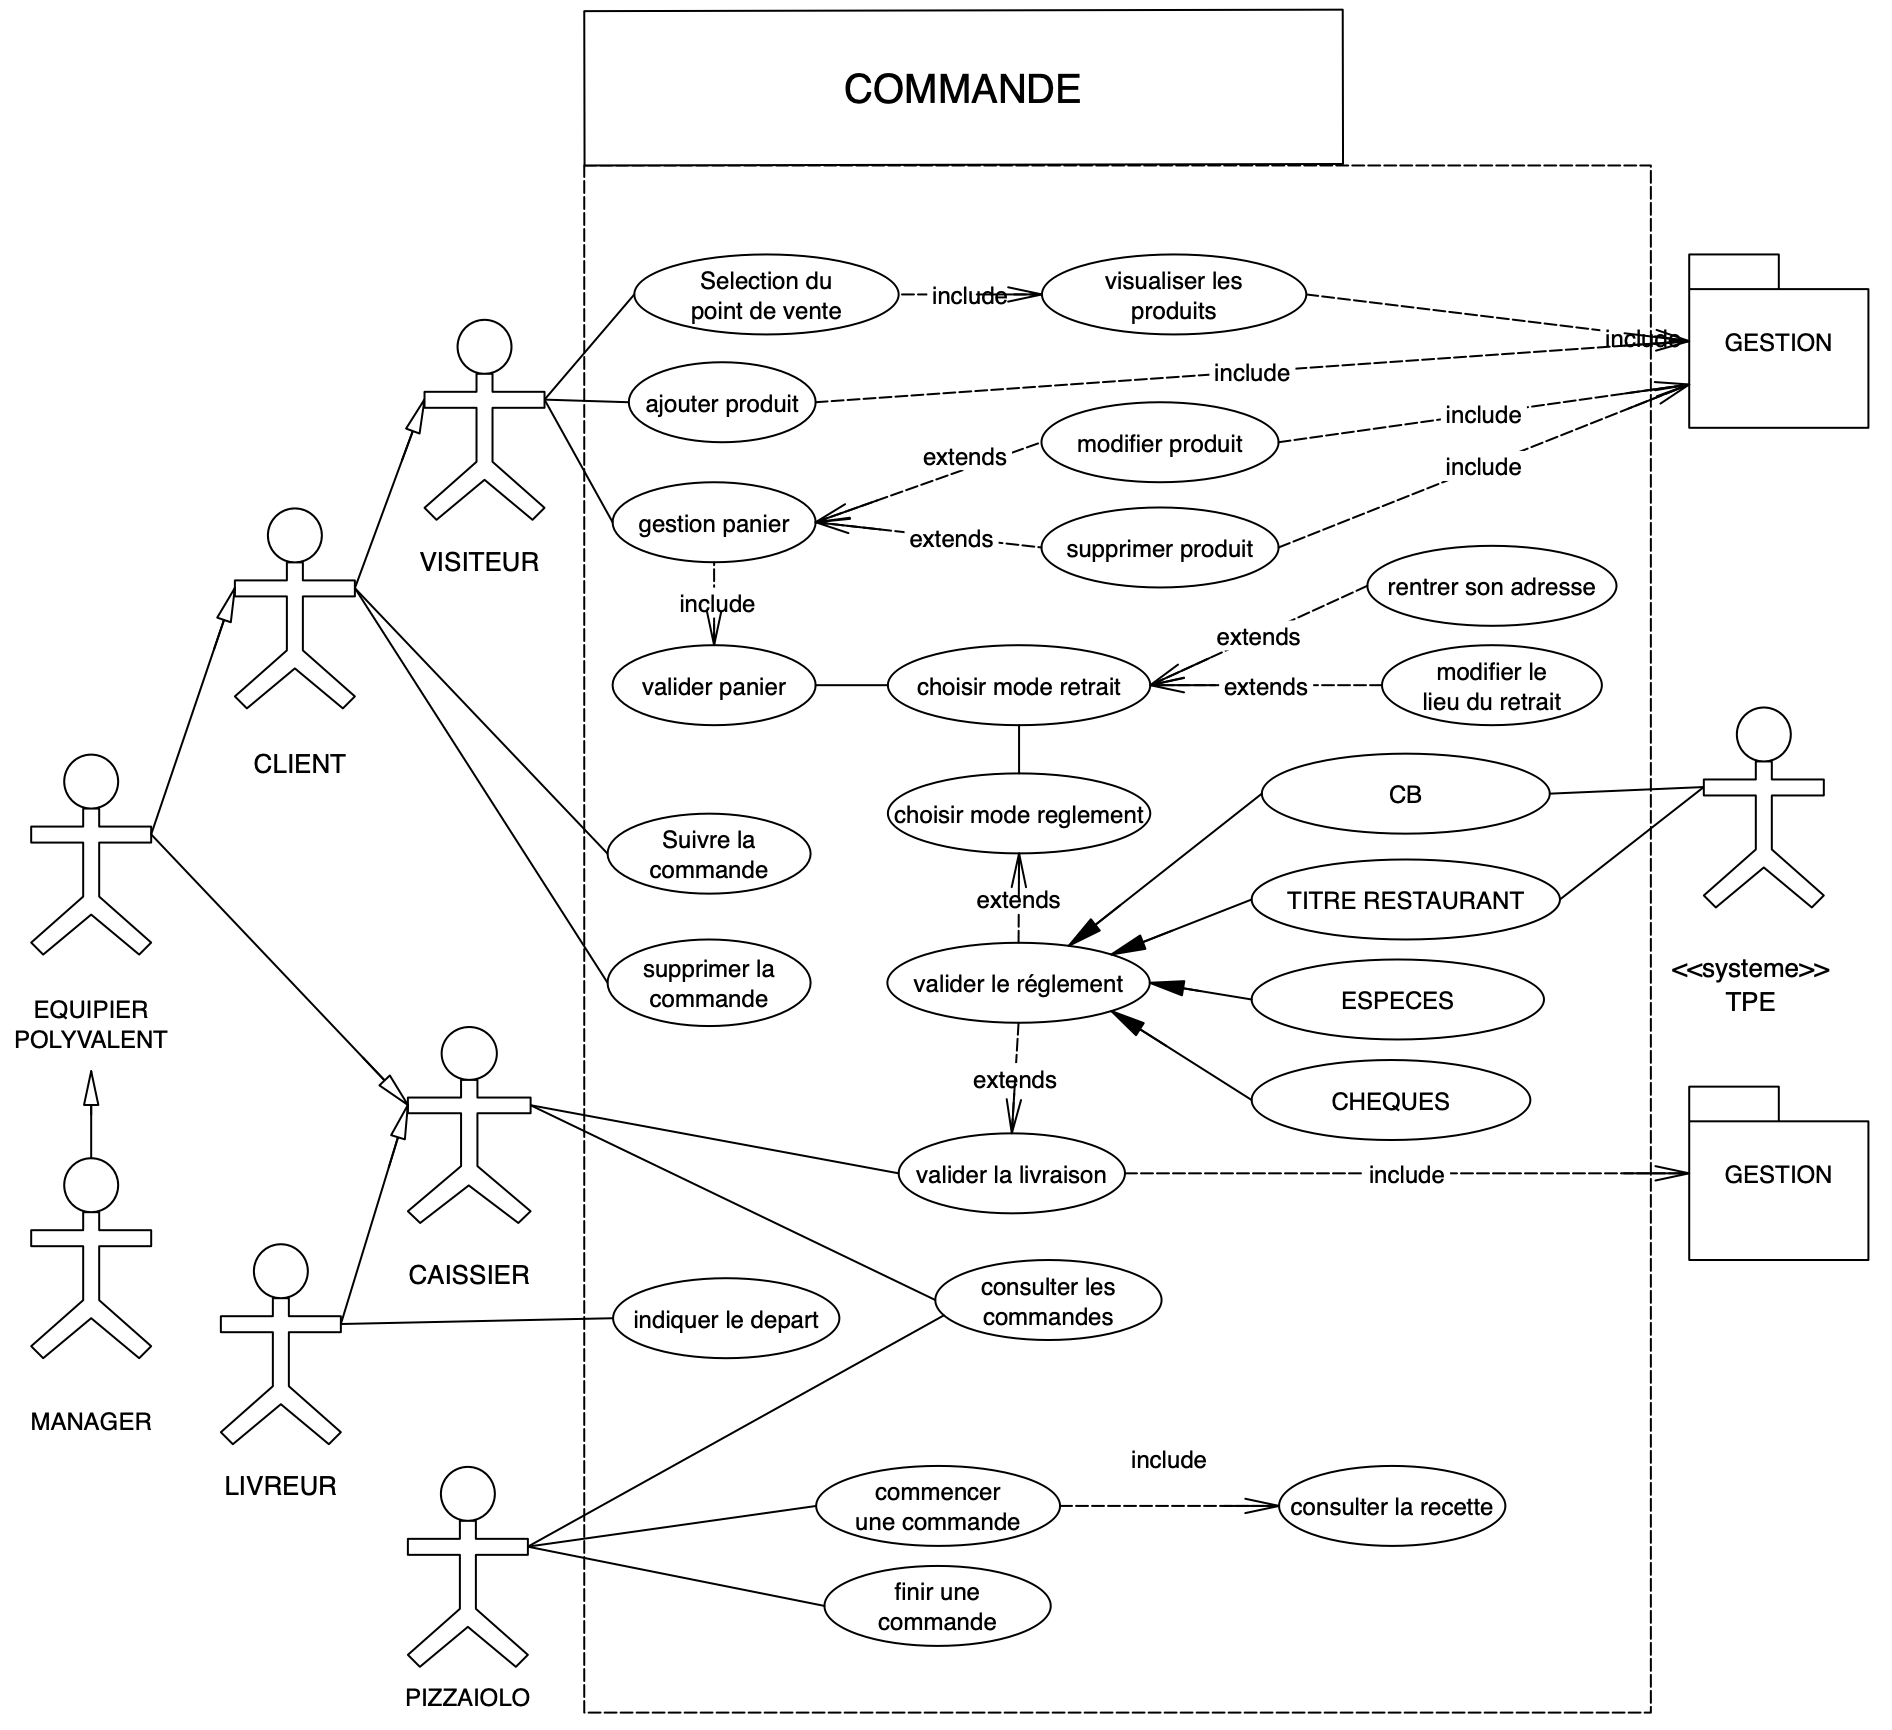 COMMANDE
Selection du
point de vente
include
visualiser les
produits
include
GESTION
ajouter produit
include
modifier produit
include
extends
include
gestion panier
extends
supprimer produit
VISITEUR
rentrer son adresse
include
extends
valider panier
choisir mode retrait
extends
modifier le
lieu du retrait
CLIENT
CB
choisir mode reglement
Suivre la
commande
extends
TITRE RESTAURANT
supprimer la
commande
valider le réglement
ESPECES
<<systeme>>
TPE
EQUIPIER
POLYVALENT
extends
CHEQUES
valider la livraison
include
GESTION
CAISSIER
indiquer le depart
consulter les
commandes
MANAGER
LIVREUR
include
commencer
une commande
consulter la recette
finir une
commande
PIZZAIOLO